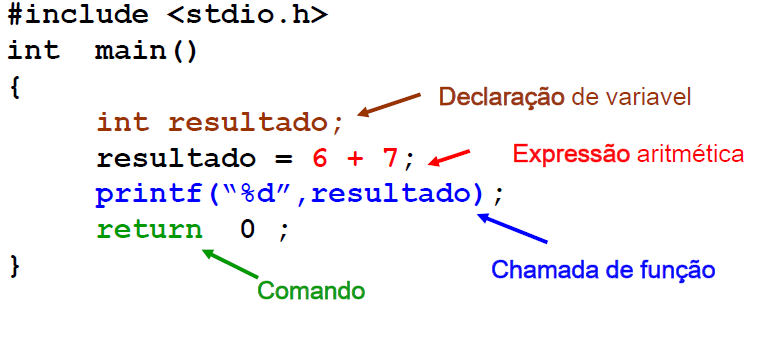 #include <stdio.h>
int main()
{
int resultado; Declaração de variavel
resultado = 6 + 7; Expressão aritmética
printf(“%d”,resultado);
return 0 ;
Chamada de função
}
Comando